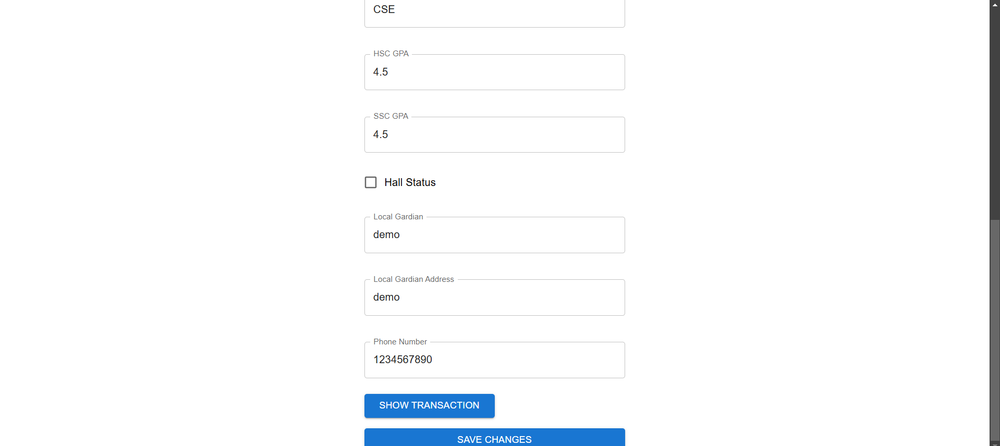 CSE
HSC GPA
4.5
SSC GPA
4.5
Hall Status
Local Gardian
demo
Local Gardian Address
demo
Phone Number
1234567890
SHOW TRANSACTION
SAVE CHANGES